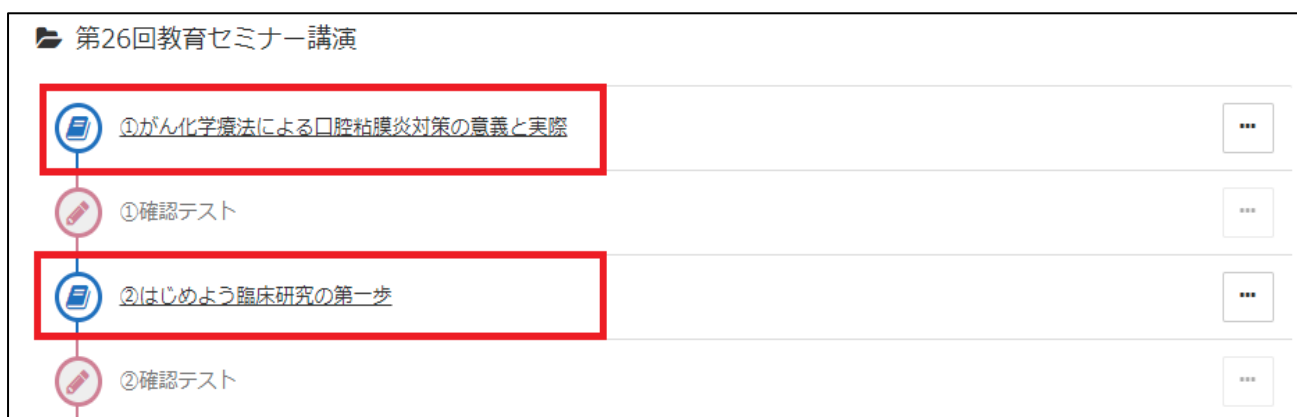 第26回教育セミナー講演
①がん化学療法による口腔粘膜炎対策の意義と実際
①確認テスト
②はじめよう臨床研究の第一歩
②確認テスト